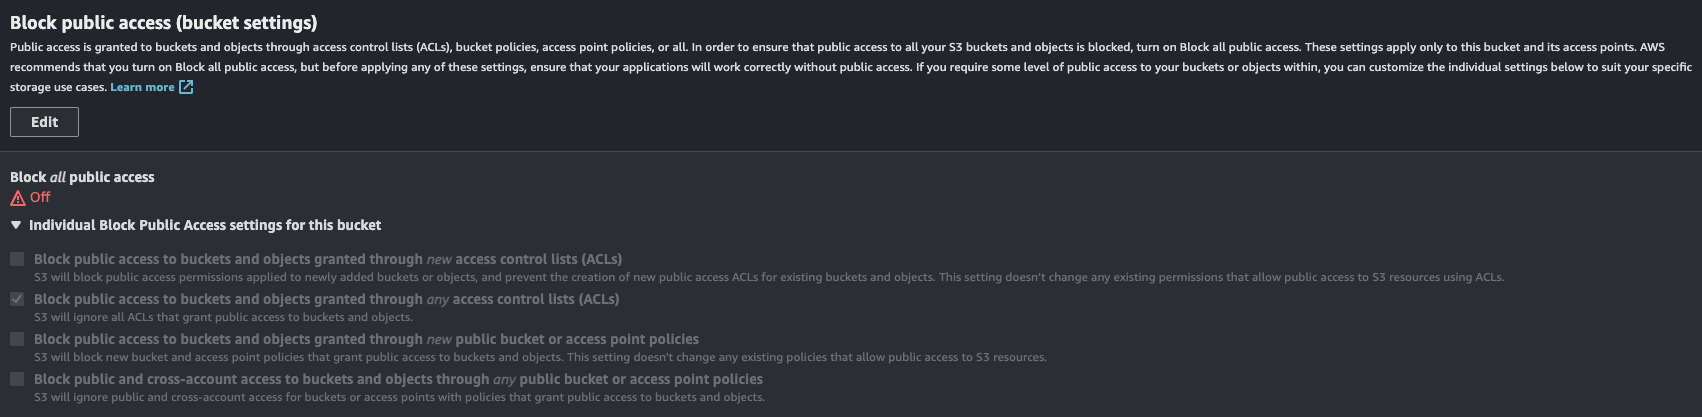 Block public access (bucket settings)
Public access is granted to buckets and objects through access control lists (ACLs), bucket policies, access point policies, or all. In order to ensure that public access to all your S3 buckets and objects is blocked, turn on Block all public access. These settings apply only to this bucket and its access points. AWS
recommends that you turn on Block all public access, but before applying any of these settings, ensure that your applications will work correctly without public access. If you require some level of public access to your buckets or objects within, you can customize the individual settings below to suit your specific
storage use cases. Learn more
Edit
Block all public access
Off
Individual Block Public Access settings for this bucket
Block public access to buckets and objects granted through new access control lists (ACLs)
S3 will block public access permissions applied to newly added buckets or objects, and prevent the creation of new public access ACLs for existing buckets and objects. This setting doesn't change any existing permissions that allow public access to S3 resources using ACLs.
Block public access to buckets and objects granted through any access control lists (ACLs)
S3 will ignore all ACLs that grant public access to buckets and objects.
Block public access to buckets and objects granted through new public bucket or access point policies
S3 will block new bucket and access point policies that grant public access to buckets and objects. This setting doesn't change any existing policies that allow public access to S3 resources.
Block public and cross-account access to buckets and objects through any public bucket or access point policies
S3 will ignore public and cross-account access for buckets or access points with policies that grant public access to buckets and objects.